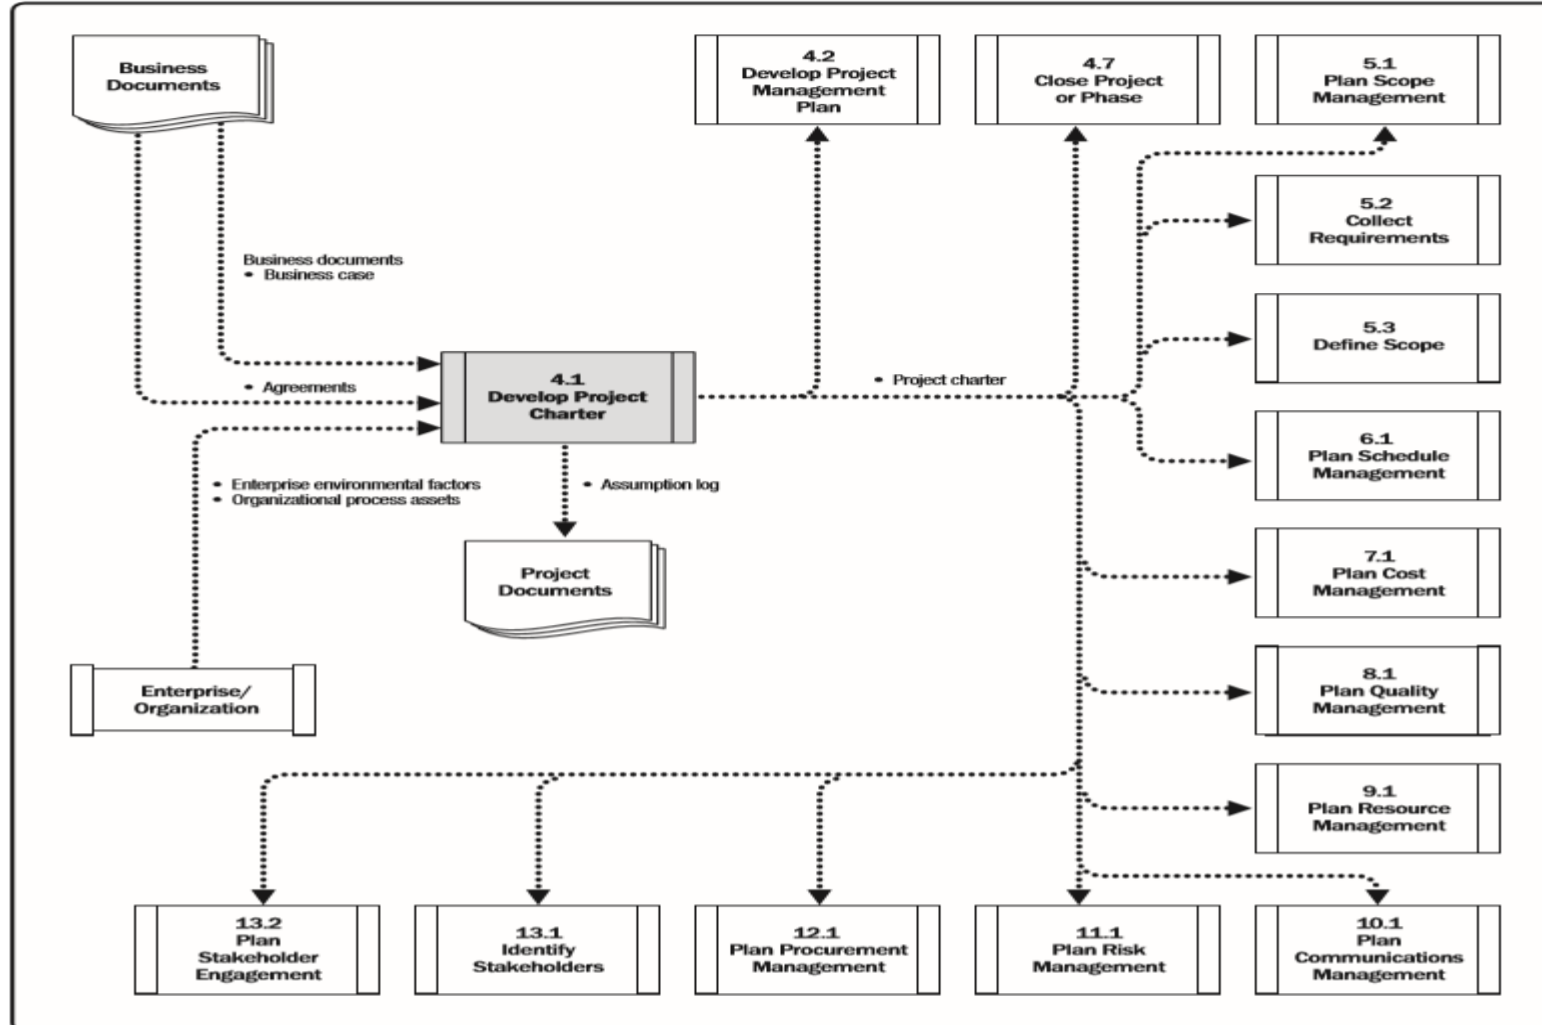 Business
Documents
4.2
Develop Project
Management
Plan
4.7
Close Project
or Phase
5.1
Plan Scope
Management
5.2
Collect
Requirements
Business documents
• Business case
5.3
Define Scope
4.1
Develop Project
Charter
• Agreements
• Project charter
6.1
Plan Schedule
Management
• Enterprise environmental factors
• Organizational process assets
• Assumption log
Project
Documents
7.1
Plan Cost
Management
Enterprise/
Organization
8.1
Plan Quality
Management
9.1
Plan Resource
Management
13.2
Plan
Stakeholder
Engagement
13.1
Identify
Stakeholders
12.1
Plan Procurement
Management
11.1
Plan Risk
Management
10.1
Plan
Communications
Management